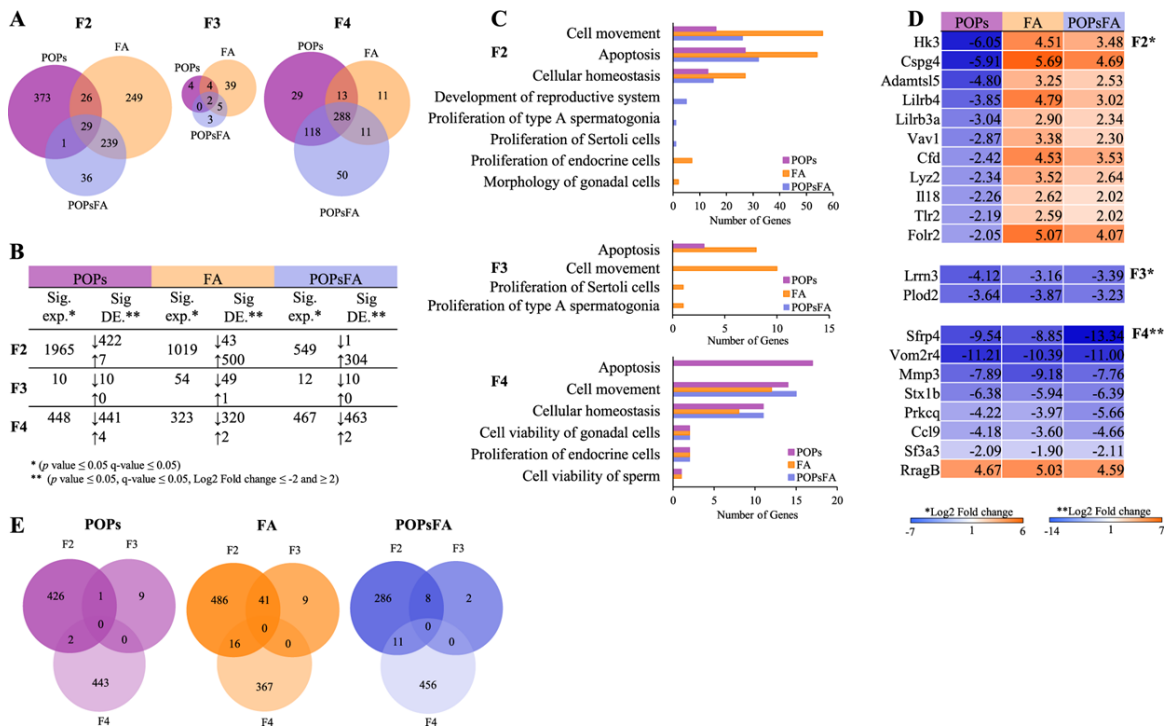 A
F2
POPs
FA
373
26
249
29
1
239
36
POPsFA
F3
FA
POPs
4
4
39
2
0
5
3
POPsFA
F4
POPs
FA
29
13
11
288
118
11
50
POPsFA
B
POPs FA POPsFA
Sig. exp.* Sig DE.** Sig. exp.* Sig DE.** Sig. exp.* Sig DE.**
F2 1965 ↓422 ↑7 1019 ↓43 ↑500 549 ↓1 ↑304
F3 10 ↓10 ↑0 54 ↓49 ↑1 12 ↓10 ↑0
F4 448 ↓441 ↑4 323 ↓320 ↑2 467 ↓463 ↑2
* (p value ≤ 0.05 q-value ≤ 0.05)
** (p value ≤ 0.05, q-value ≤ 0.05, Log2 Fold change ≤ -2 and ≥ 2)
C
F2
Cell movement
Apoptosis
Cellular homeostasis
Development of reproductive system
Proliferation of type A spermatogonia
Proliferation of Sertoli cells
Proliferation of endocrine cells
Morphology of gonadal cells
POPs
FA
POPsFA
0 10 20 30 40 50 60
Number of Genes
F3
Apoptosis
Cell movement
Proliferation of Sertoli cells
Proliferation of type A spermatogonia
POPs
FA
POPsFA
0 5 10 15
Number of Genes
F4
Apoptosis
Cell movement
Cellular homeostasis
Cell viability of gonadal cells
Proliferation of endocrine cells
Cell viability of sperm
POPs
FA
POPsFA
0 5 10 15 20
Number of Genes
D
POPs FA POPsFA
Hk3 -6.05 4.51 3.48 F2*
Cspg4 -5.91 5.69 4.69
Adamtsl5 -4.80 3.25 2.53
Lilrb4 -3.85 4.79 3.02
Lilrb3a -3.04 2.90 2.34
Vav1 -2.87 3.38 2.30
Cfd -2.42 4.53 3.53
Lyz2 -2.34 3.52 2.64
Il18 -2.26 2.62 2.02
Tlr2 -2.19 2.59 2.02
Folr2 -2.05 5.07 4.07
Lrrn3 -4.12 -3.16 -3.39 F3*
Plod2 -3.64 -3.87 -3.23
Sfrp4 -9.54 -8.85 -13.34 F4**
Vom2r4 -11.21 -10.39 -11.00
Mmp3 -7.89 -9.18 -7.76
Stx1b -6.38 -5.94 -6.39
Prkcq -4.22 -3.97 -5.66
Ccl9 -4.18 -3.60 -4.66
Sf3a3 -2.09 -1.90 -2.11
RragB 4.67 5.03 4.59
*Log2 Fold change
-7 1 6
**Log2 Fold change
-14 1 7
E
POPs
F2 F3
426 1 9
0
2 0
443
F4
FA
F2 F3
486 41 9
0
16 0
367
F4
POPsFA
F2 F3
286 8 2
0
11 0
456
F4